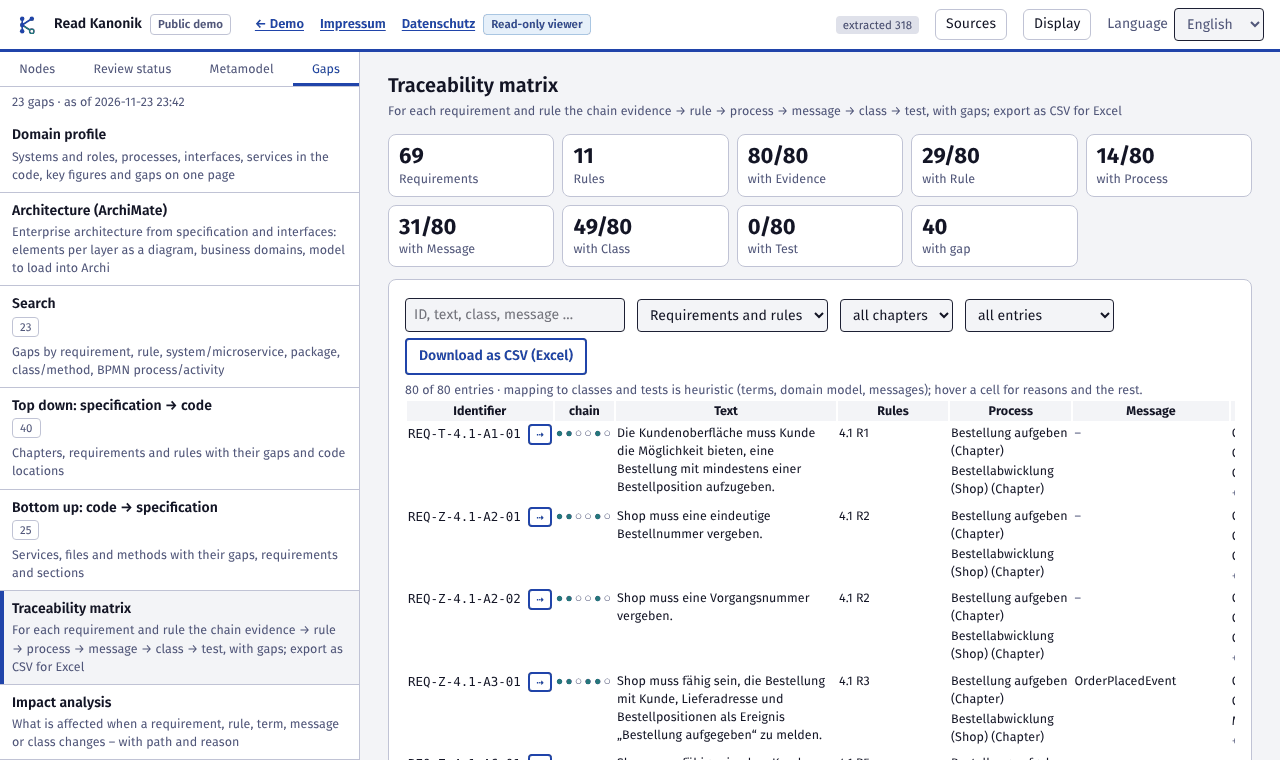 Read Kanonik Public demo ← Demo Impressum Datenschutz Read-only viewer extracted 318 Sources Display Language English
Nodes Review status Metamodel Gaps
23 gaps · as of 2026-11-23 23:42
Domain profile
Systems and roles, processes, interfaces, services in the
code, key figures and gaps on one page
Architecture (ArchiMate)
Enterprise architecture from specification and interfaces:
elements per layer as a diagram, business domains, model
to load into Archi
Search
23
Gaps by requirement, rule, system/microservice, package,
class/method, BPMN process/activity
Top down: specification → code
40
Chapters, requirements and rules with their gaps and code
locations
Bottom up: code → specification
25
Services, files and methods with their gaps, requirements
and sections
Traceability matrix
For each requirement and rule the chain evidence → rule
→ process → message → class → test, with gaps; export as
CSV for Excel
Impact analysis
What is affected when a requirement, rule, term, message
or class changes – with path and reason
Traceability matrix
For each requirement and rule the chain evidence → rule → process → message → class → test, with gaps; export as CSV for Excel
69 11 80/80 29/80 14/80
Requirements Rules with Evidence with Rule with Process
31/80 49/80 0/80 40
with Message with Class with Test with gap
ID, text, class, message ... Requirements and rules all chapters all entries
Download as CSV (Excel)
80 of 80 entries · mapping to classes and tests is heuristic (terms, domain model, messages); hover a cell for reasons and the rest.
Identifier chain Text Rules Process Message
REQ-T-4.1-A1-01 ⇢ ●●○○●○ Die Kundenoberfläche muss Kunde 4.1 R1 Bestellung aufgeben –
die Möglichkeit bieten, eine (Chapter)
Bestellung mit mindestens einer Bestellabwicklung
Bestellposition aufzugeben. (Shop) (Chapter)
REQ-Z-4.1-A2-01 ⇢ ●●○○●○ Shop muss eine eindeutige 4.1 R2 Bestellung aufgeben –
Bestellnummer vergeben. (Chapter)
Bestellabwicklung
(Shop) (Chapter)
REQ-Z-4.1-A2-02 ⇢ ●●○○●○ Shop muss eine Vorgangsnummer 4.1 R2 Bestellung aufgeben –
vergeben. (Chapter)
Bestellabwicklung
(Shop) (Chapter)
REQ-Z-4.1-A3-01 ⇢ ●●○●●○ Shop muss fähig sein, die Bestellung 4.1 R3 Bestellung aufgeben OrderPlacedEvent
mit Kunde, Lieferadresse und (Chapter)
Bestellpositionen als Ereignis Bestellabwicklung
„Bestellung aufgegeben“ zu melden. (Shop) (Chapter)